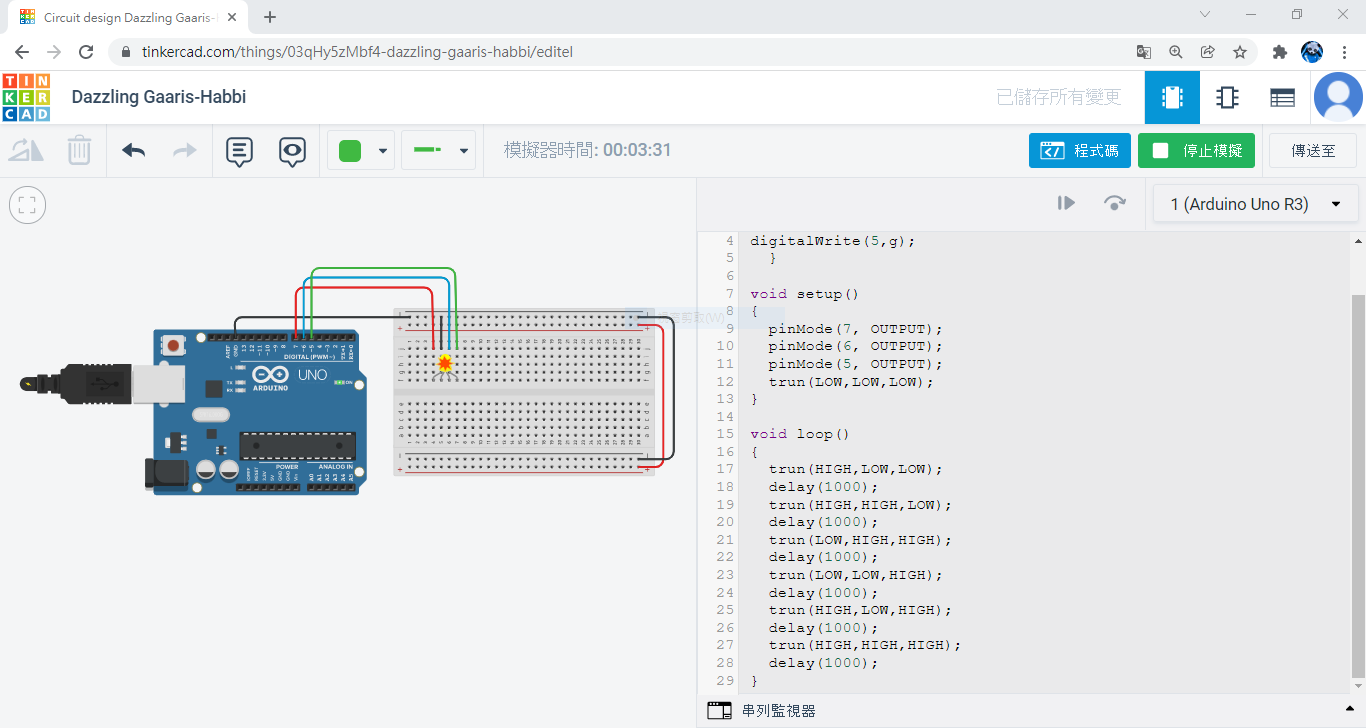 Circuit design Dazzling Gaaris-
tinkercad.com/things/03qHy5zMbf4-dazzling-gaaris-habbi/editel
TIN
KER
CAD
Dazzling Gaaris-Habbi
已儲存所有變更
模擬器時間: 00:03:31
程式碼
停止模擬
傳送至
1 (Arduino Uno R3)
4 digitalWrite(5,g);
5 }
6
7 void setup()
8 {
9 pinMode(7, OUTPUT);
10 pinMode(6, OUTPUT);
11 pinMode(5, OUTPUT);
12 trun(LOW,LOW,LOW);
13 }
14
15 void loop()
16 {
17 trun(HIGH,LOW,LOW);
18 delay(1000);
19 trun(HIGH,HIGH,LOW);
20 delay(1000);
21 trun(LOW,HIGH,HIGH);
22 delay(1000);
23 trun(LOW,LOW,HIGH);
24 delay(1000);
25 trun(HIGH,LOW,HIGH);
26 delay(1000);
27 trun(HIGH,HIGH,HIGH);
28 delay(1000);
29 }
DIGITAL (PWM ~)
UNO
ARDUINO
L
TX
RX
ON
POWER
ANALOG IN
串列監視器